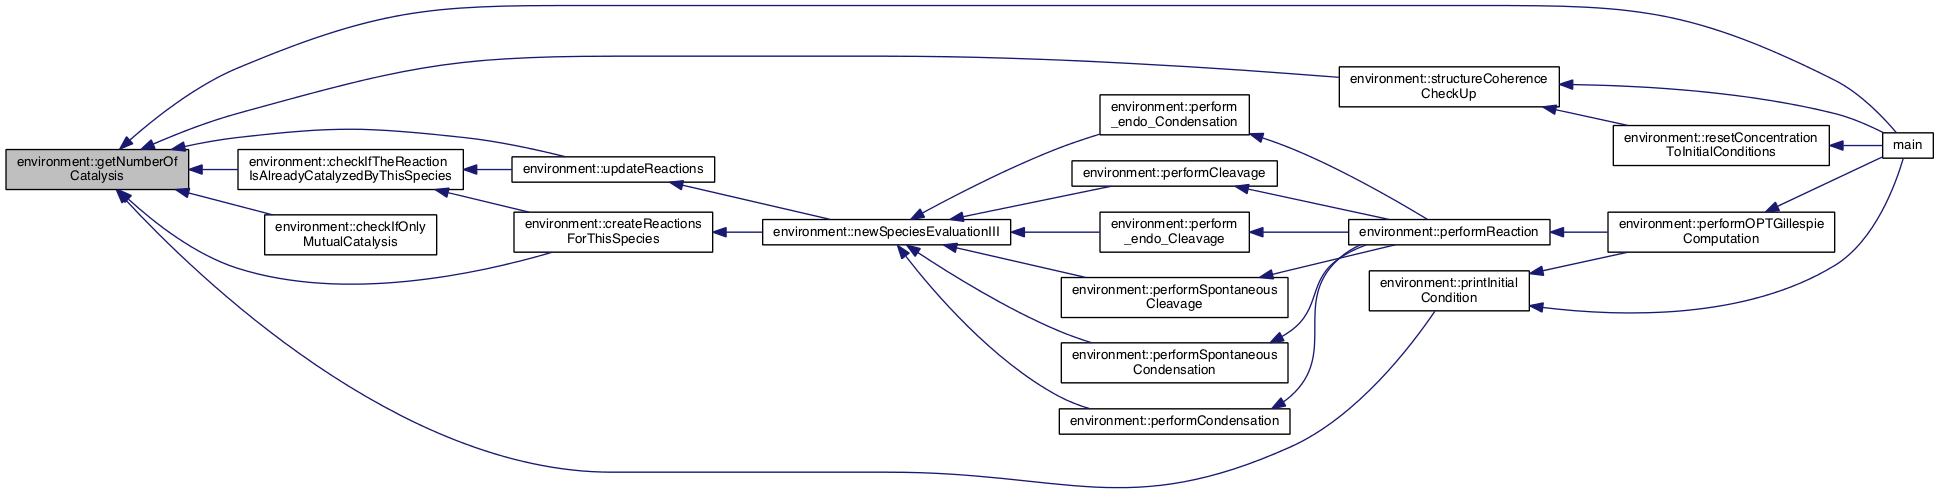 environment::getNumberOf
Catalysis
environment::checkIfTheReaction
IsAlreadyCatalyzedByThisSpecies
environment::checkIfOnly
MutualCatalysis
environment::updateReactions
environment::createReactions
ForThisSpecies
environment::newSpeciesEvaluationIII
environment::perform
_endo_Condensation
environment::performCleavage
environment::perform
_endo_Cleavage
environment::performSpontaneous
Cleavage
environment::performSpontaneous
Condensation
environment::performCondensation
environment::structureCoherence
CheckUp
environment::performReaction
environment::printInitial
Condition
environment::resetConcentration
ToInitialConditions
environment::performOPTGillespie
Computation
main